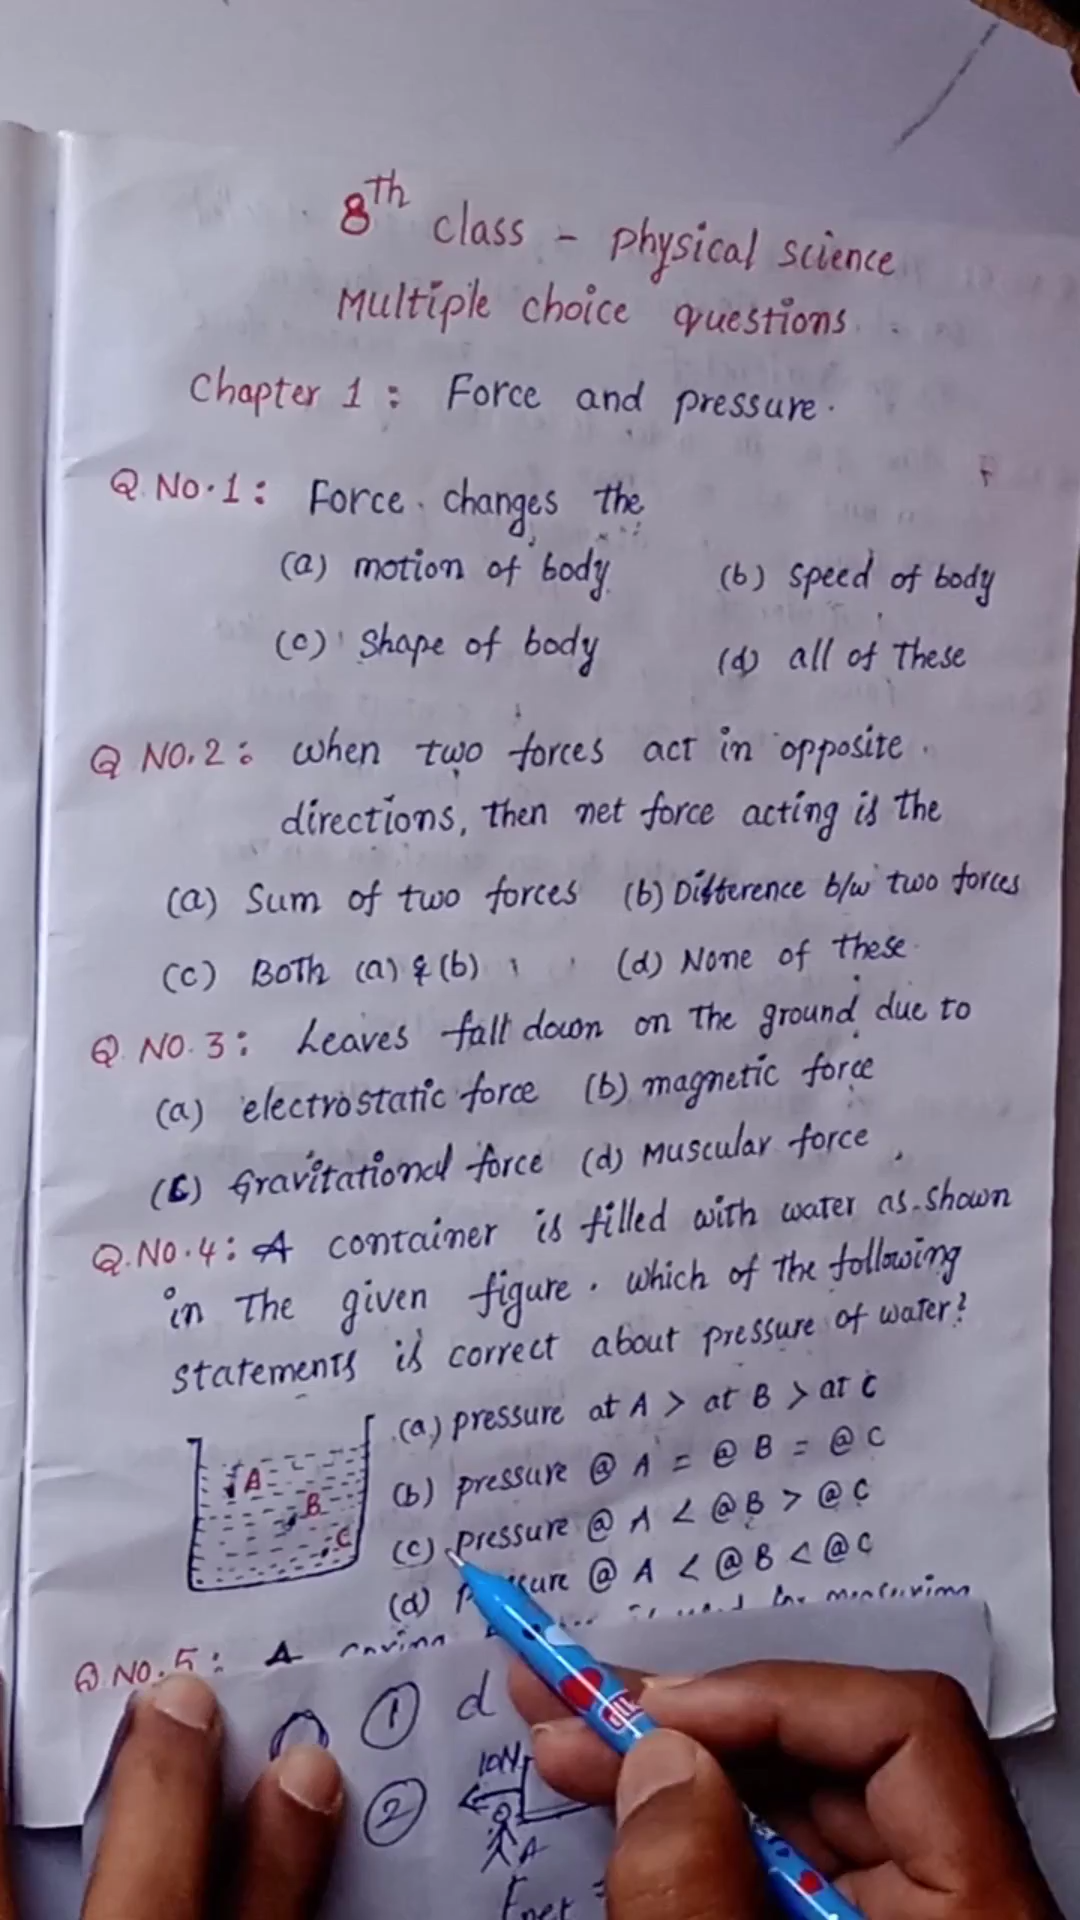 8th class - physical science
Multiple choice questions
Chapter 1 : Force and pressure.
Q. No.1 : Force changes the
(a) motion of body (b) speed of body
(c) shape of body (d) all of These
Q NO.2 : when two forces act in opposite
directions, then net force acting is the
(a) Sum of two forces (b) Difference b/w two forces
(c) Both (a) & (b) (d) None of these
Q NO. 3 : Leaves fall down on the ground due to
(a) electrostatic force (b) magnetic force
(c) Gravitational force (d) Muscular force
Q. No.4 : A container is filled with water as shown
in The given figure. which of the following
statements is correct about pressure of water?
(a) pressure at A > at B > at C
(b) pressure @ A = @ B = @ C
(c) pressure @ A < @ B > @ C
(d) @ A < @ B < @ C
A
B
C
Q NO. 5 : A is used for measuring
① d
② 10N
A
Fnet =